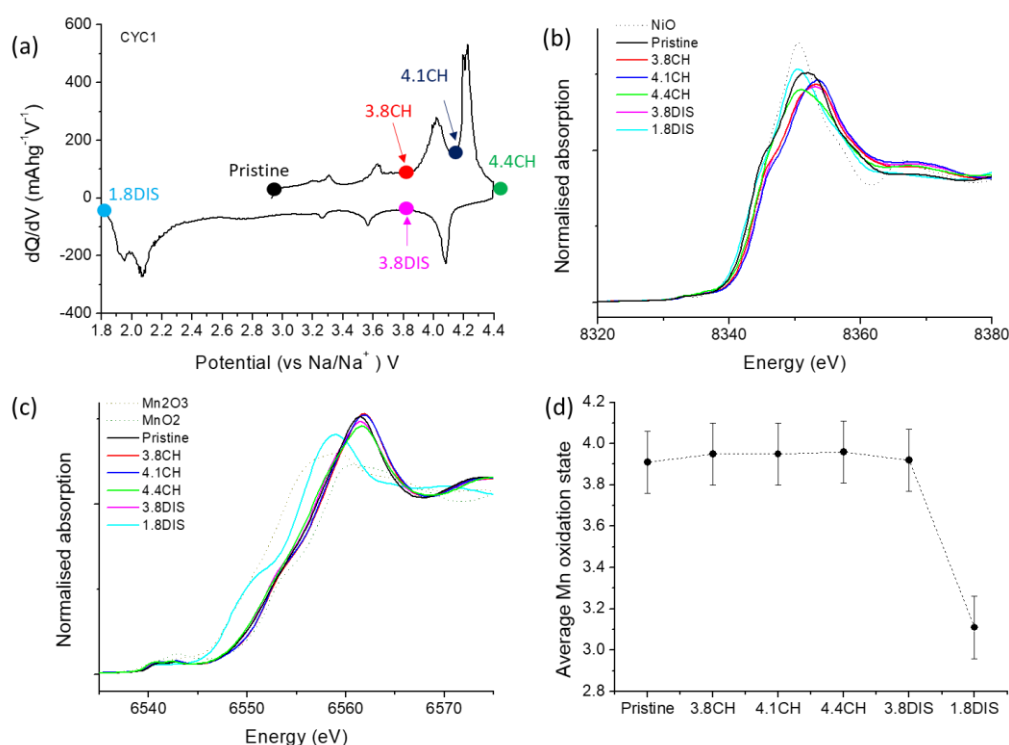 (a)
CYC1
600
400
200
0
-200
-400
dQ/dV (mAhg⁻¹V⁻¹)
Pristine
3.8CH
4.1CH
4.4CH
1.8DIS
3.8DIS
1.8 2.0 2.2 2.4 2.6 2.8 3.0 3.2 3.4 3.6 3.8 4.0 4.2 4.4
Potential (vs Na/Na⁺ ) V
(b)
NiO
Pristine
3.8CH
4.1CH
4.4CH
3.8DIS
1.8DIS
Normalised absorption
8320 8340 8360 8380
Energy (eV)
(c)
Mn2O3
MnO2
Pristine
3.8CH
4.1CH
4.4CH
3.8DIS
1.8DIS
Normalised absorption
6540 6550 6560 6570
Energy (eV)
(d)
4.2
4.0
3.8
3.6
3.4
3.2
3.0
2.8
Average Mn oxidation state
Pristine 3.8CH 4.1CH 4.4CH 3.8DIS 1.8DIS